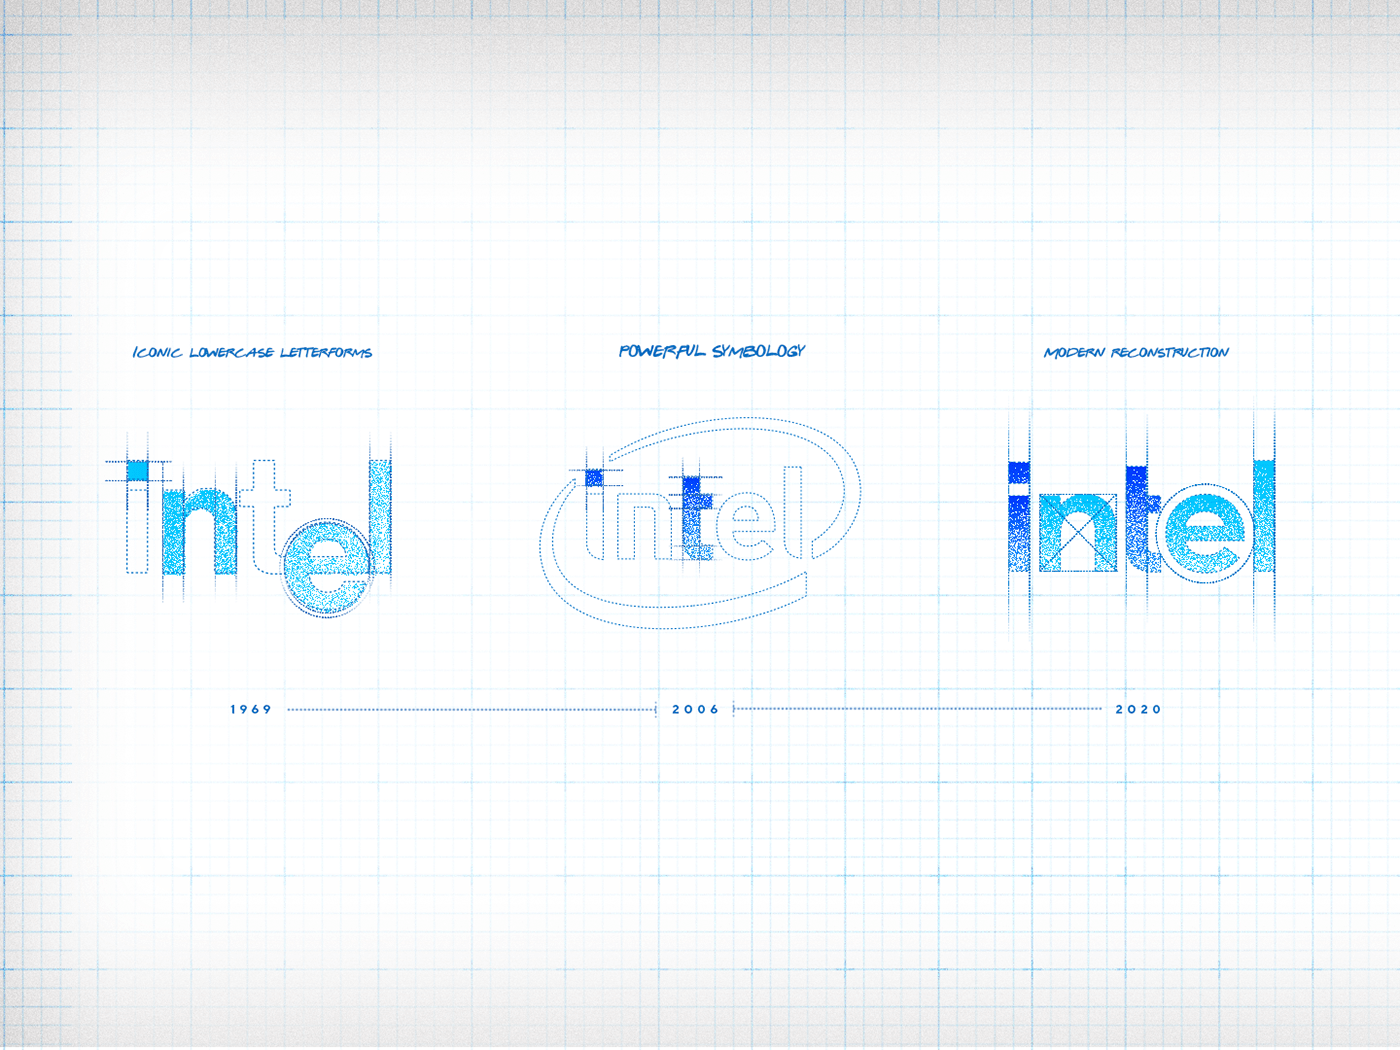 ICONIC LOWERCASE LETTERFORMS
POWERFUL SYMBOLOGY
MODERN RECONSTRUCTION
intel
intel
intel
1969
2006
2020